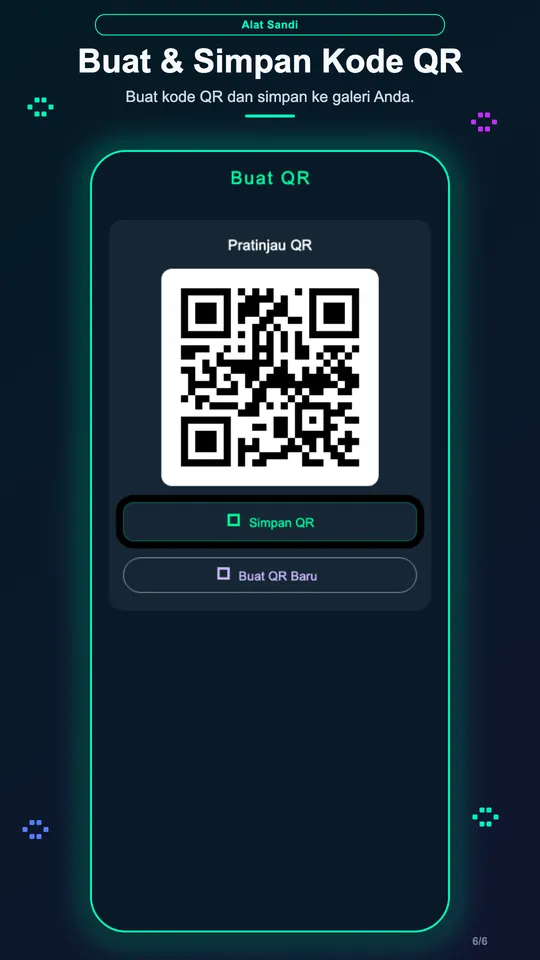 Alat Sandi
Buat & Simpan Kode QR
Buat kode QR dan simpan ke galeri Anda.
Buat QR
Pratinjau QR
Simpan QR
Buat QR Baru
6/6